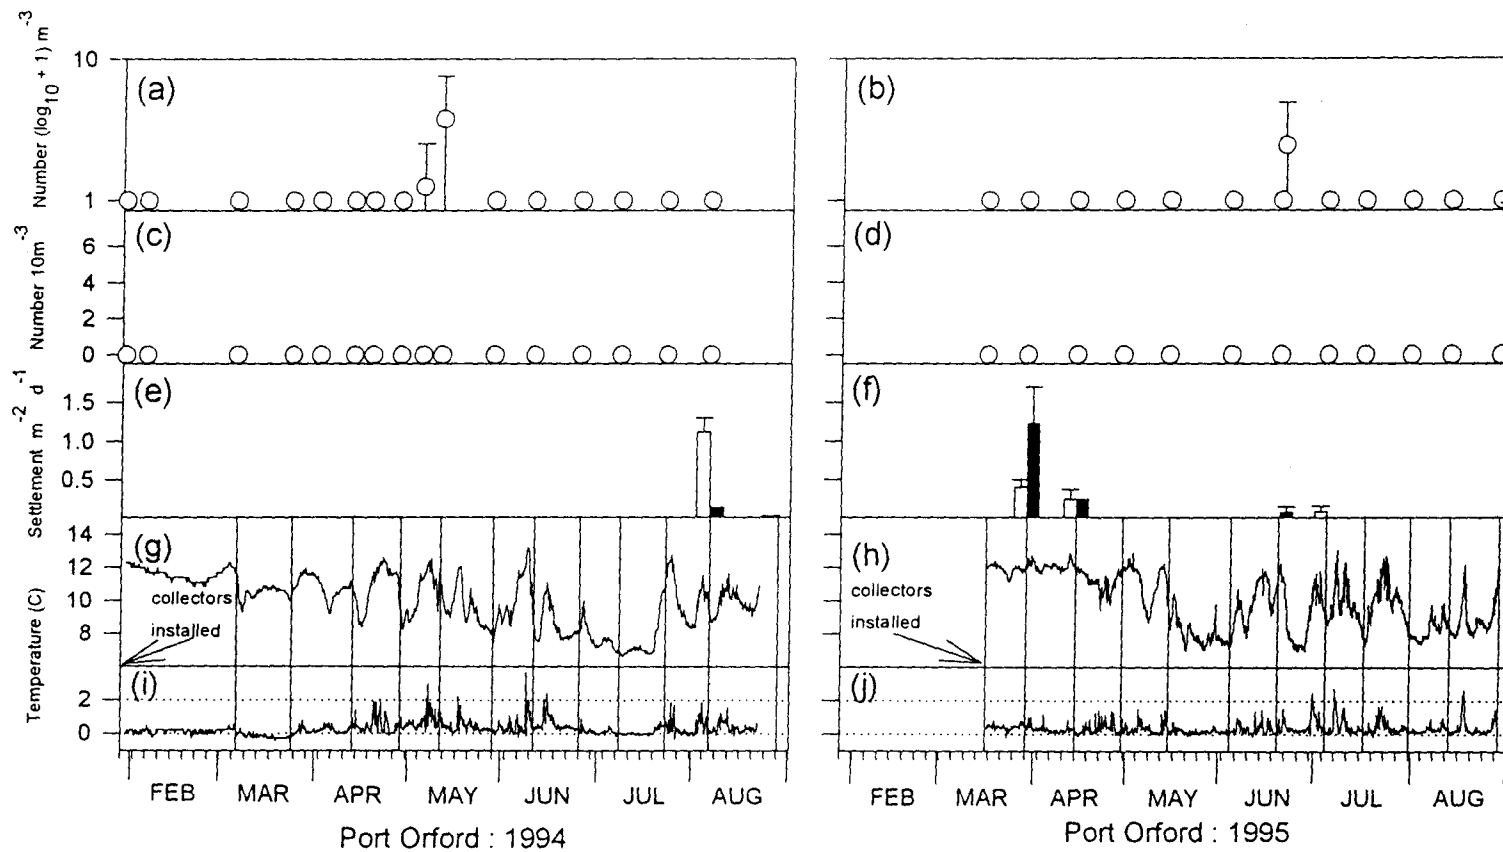 Number (log10 + 1) m-3
10
1
(a)
(b)
Number 10m-3
6
4
2
0
(c)
(d)
Settlement m-2 d-1
1.5
1.0
0.5
(e)
(f)
Temperature (C)
14
12
10
8
(g)
collectors
installed
(h)
collectors
installed
2
0
(i)
(j)
FEB MAR APR MAY JUN JUL AUG
FEB MAR APR MAY JUN JUL AUG
Port Orford : 1994
Port Orford : 1995